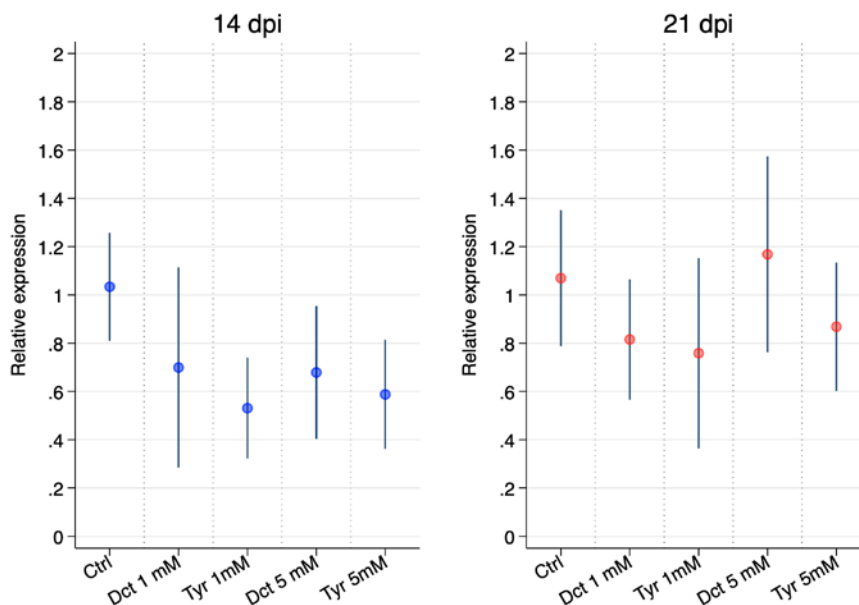 14 dpi
Relative expression
2
1.8
1.6
1.4
1.2
1
.8
.6
.4
.2
0
Ctrl
Dct 1 mM
Tyr 1mM
Dct 5 mM
Tyr 5mM
21 dpi
Relative expression
2
1.8
1.6
1.4
1.2
1
.8
.6
.4
.2
0
Ctrl
Dct 1 mM
Tyr 1mM
Dct 5 mM
Tyr 5mM